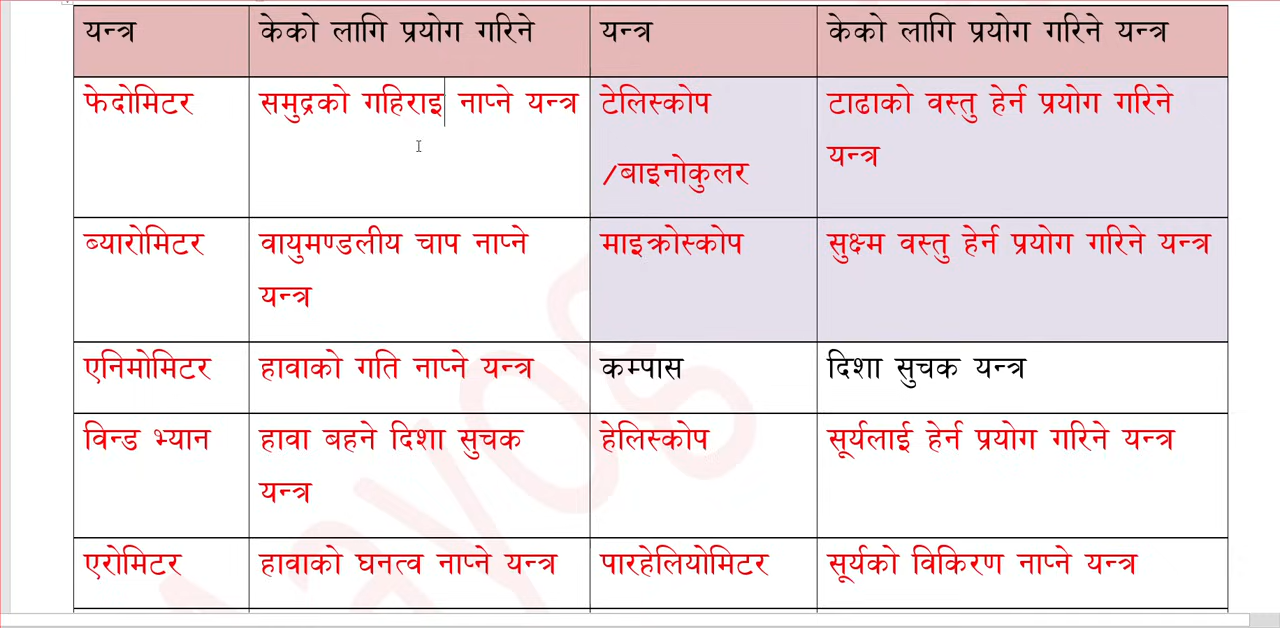 यन्त्र केको लागि प्रयोग गरिने यन्त्र केको लागि प्रयोग गरिने यन्त्र
फेदोमिटर समुद्रको गहिराइ नाप्ने यन्त्र टेलिस्कोप टाढाको वस्तु हेर्न प्रयोग गरिने
/बाइनोकुलर यन्त्र
ब्यारोमिटर वायुमण्डलीय चाप नाप्ने माइक्रोस्कोप सुक्ष्म वस्तु हेर्न प्रयोग गरिने यन्त्र
यन्त्र
एनिमोमिटर हावाको गति नाप्ने यन्त्र कम्पास दिशा सुचक यन्त्र
विन्ड भ्यान हावा बहने दिशा सुचक हेलिस्कोप सूर्यलाई हेर्न प्रयोग गरिने यन्त्र
यन्त्र
एरोमिटर हावाको घनत्व नाप्ने यन्त्र पारहेलियोमिटर सूर्यको विकिरण नाप्ने यन्त्र